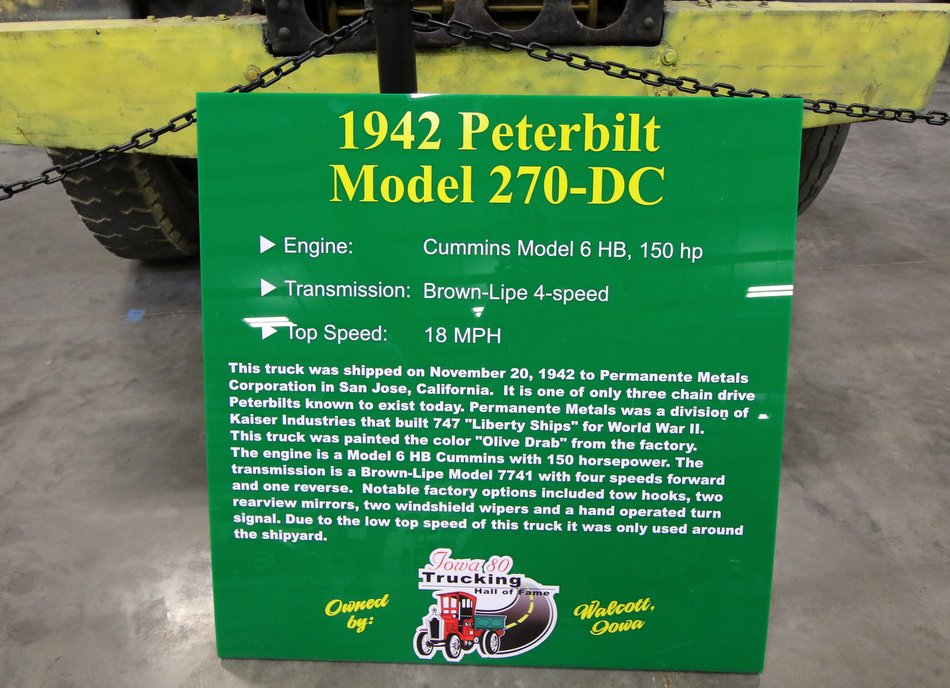 1942 Peterbilt
Model 270-DC
Engine: Cummins Model 6 HB, 150 hp
Transmission: Brown-Lipe 4-speed
Top Speed: 18 MPH
This truck was shipped on November 20, 1942 to Permanente Metals
Corporation in San Jose, California. It is one of only three chain drive
Peterbilts known to exist today. Permanente Metals was a division of
Kaiser Industries that built 747 "Liberty Ships" for World War II.
This truck was painted the color "Olive Drab" from the factory.
The engine is a Model 6 HB Cummins with 150 horsepower. The
transmission is a Brown-Lipe Model 7741 with four speeds forward
and one reverse. Notable factory options included tow hooks, two
rearview mirrors, two windshield wipers and a hand operated turn
signal. Due to the low top speed of this truck it was only used around
the shipyard.
Owned
by:
Iowa 80
Trucking
Hall of Fame
Walcott,
Iowa